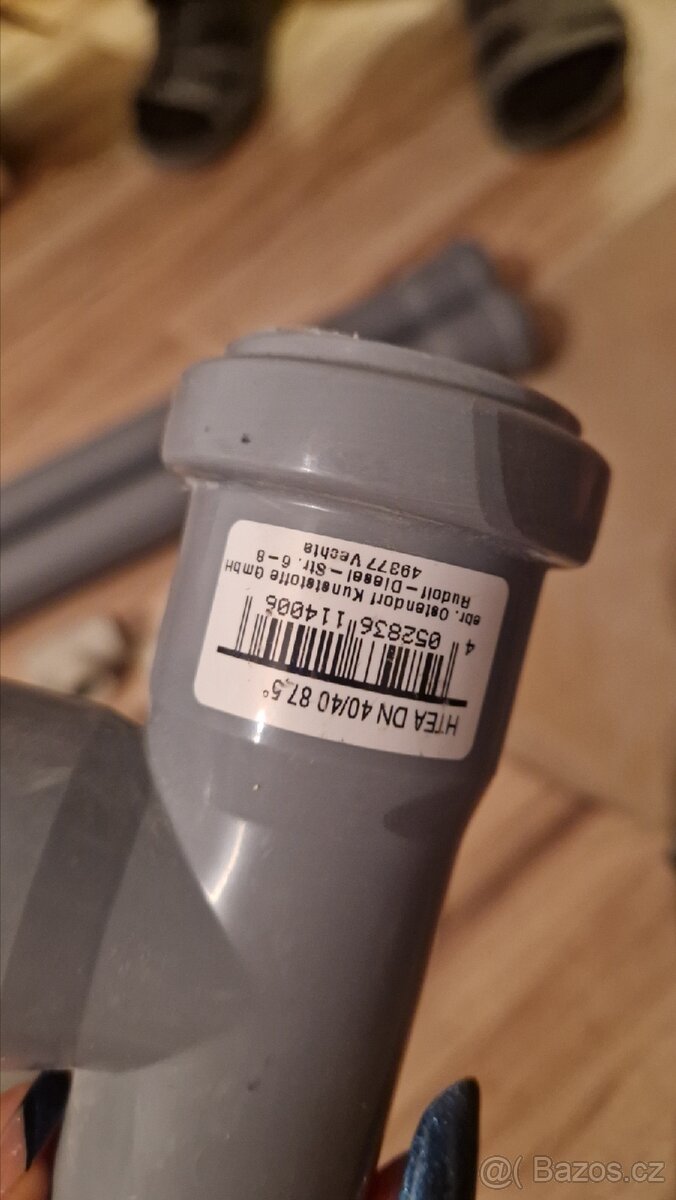 HTEA DN 40/40 87,5°
4 052836 114006
ebr. Ostendorf Kunststoffe GmbH
Rudolf-Diesel-Str. 6-8
49377 Vechta
@( Bazos.cz